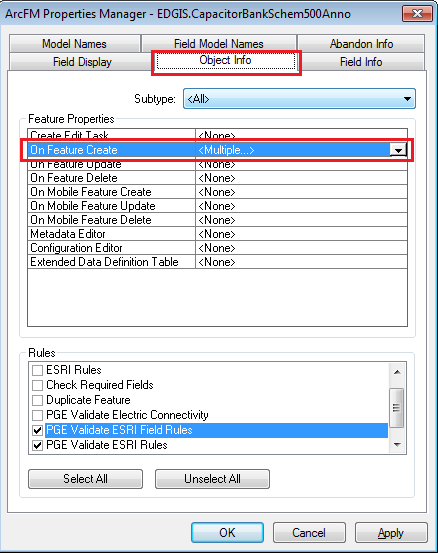 ArcFM Properties Manager - EDGIS.CapacitorBankSchem500Anno
Model Names Field Model Names Abandon Info
Field Display Object Info Field Info
Subtype: <All>
Feature Properties
Create Edit Task <None>
On Feature Create <Multiple...>
On Feature Update <None>
On Feature Delete <None>
On Mobile Feature Create <None>
On Mobile Feature Update <None>
On Mobile Feature Delete <None>
Metadata Editor <None>
Configuration Editor <None>
Extended Data Definition Table <None>
Rules
ESRI Rules
Check Required Fields
Duplicate Feature
PGE Validate Electric Connectivity
PGE Validate ESRI Field Rules
PGE Validate ESRI Rules
Select All Unselect All
OK Cancel Apply